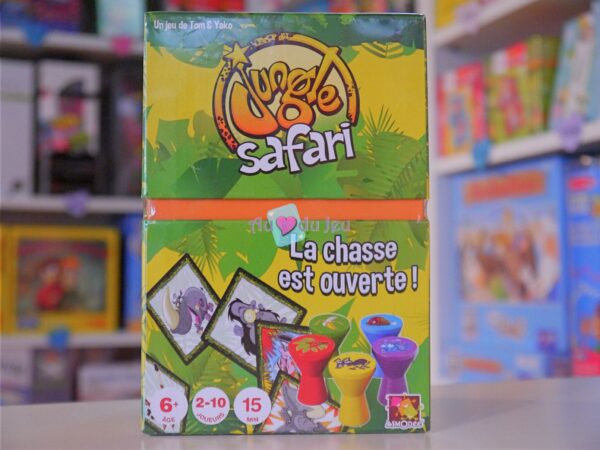 Un jeu de Tom & Yako
Jungle
Safari
Au du Jeu
La chasse
est ouverte !
6+
ÂGE
2-10
JOUEURS
15
MIN
ASMODEE